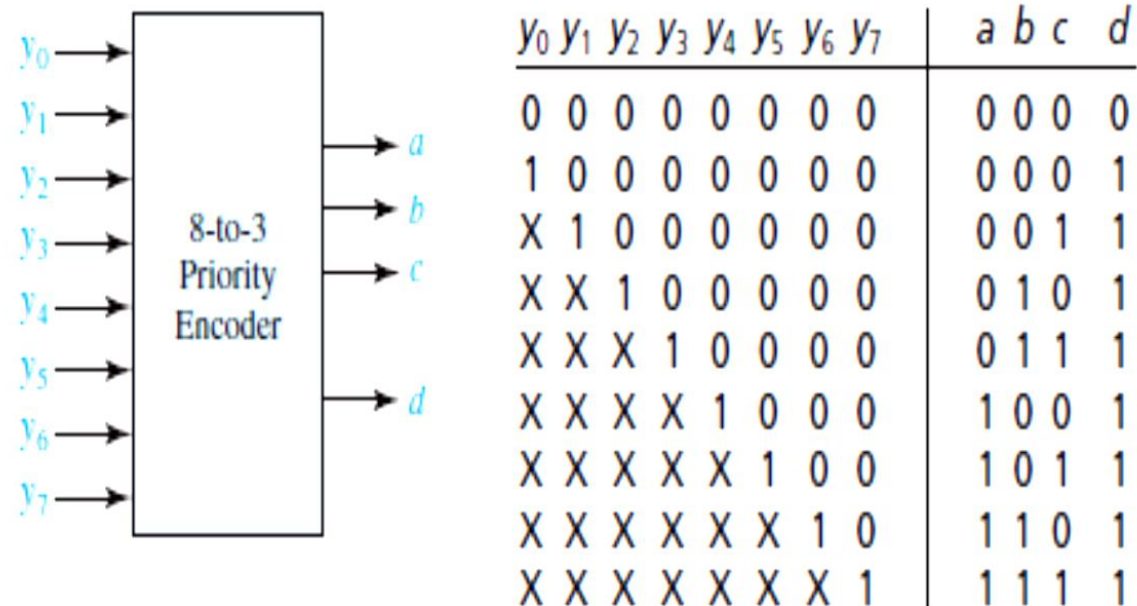 y0
y1
y2
y3
y4
y5
y6
y7
8-to-3
Priority
Encoder
a
b
c
d
y0 y1 y2 y3 y4 y5 y6 y7 a b c d
0 0 0 0 0 0 0 0 0 0 0 0
1 0 0 0 0 0 0 0 0 0 0 1
X 1 0 0 0 0 0 0 0 0 1 1
X X 1 0 0 0 0 0 0 1 0 1
X X X 1 0 0 0 0 0 1 1 1
X X X X 1 0 0 0 1 0 0 1
X X X X X 1 0 0 1 0 1 1
X X X X X X 1 0 1 1 0 1
X X X X X X X 1 1 1 1 1